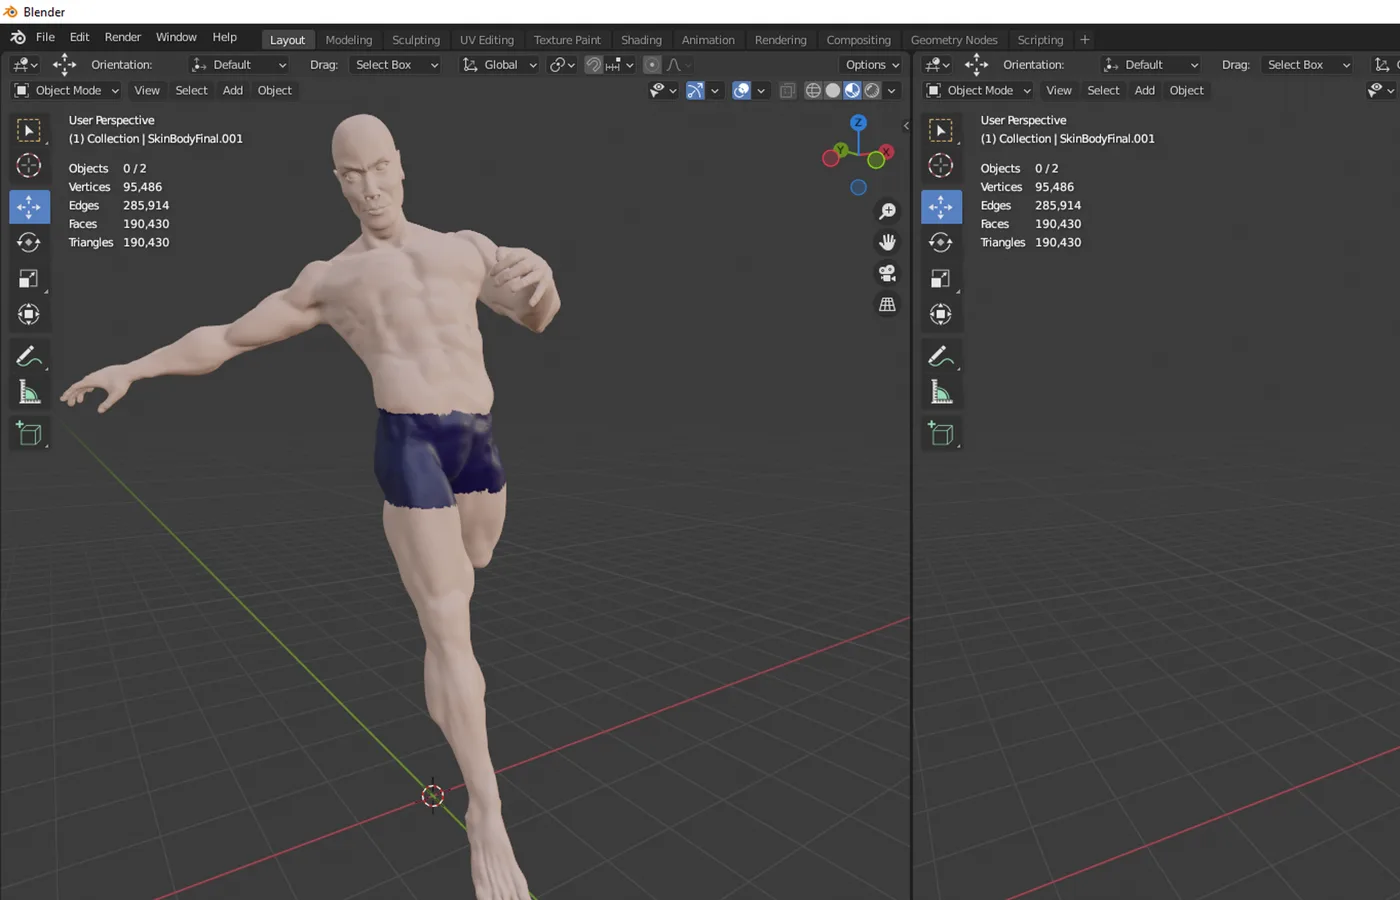 Blender
File Edit Render Window Help Layout Modeling Sculpting UV Editing Texture Paint Shading Animation Rendering Compositing Geometry Nodes Scripting +
Orientation: Default Drag: Select Box Global Options
Object Mode View Select Add Object
User Perspective
(1) Collection | SkinBodyFinal.001
Objects 0 / 2
Vertices 95,486
Edges 285,914
Faces 190,430
Triangles 190,430
Z
Y
X
Orientation: Default Drag: Select Box
Object Mode View Select Add Object
User Perspective
(1) Collection | SkinBodyFinal.001
Objects 0 / 2
Vertices 95,486
Edges 285,914
Faces 190,430
Triangles 190,430